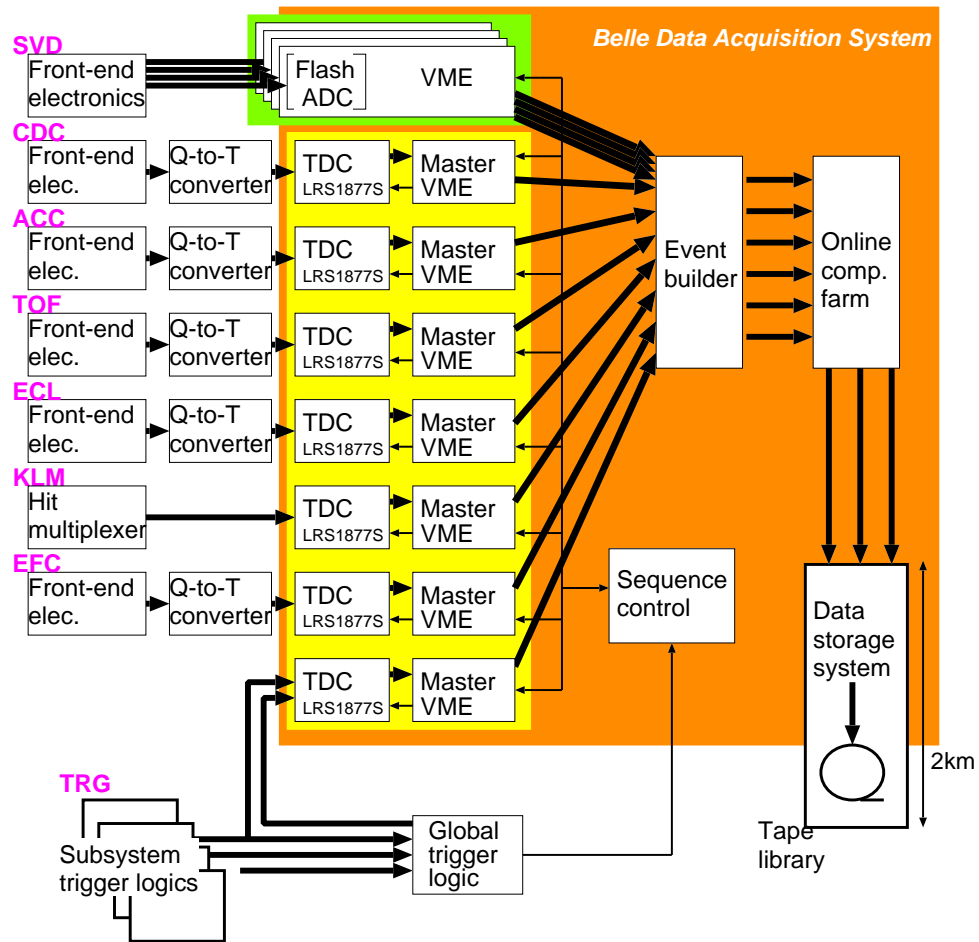 Belle Data Acquisition System
SVD
Front-end
electronics
Flash
ADC
VME
CDC
Front-end
elec.
Q-to-T
converter
TDC
LRS1877S
Master
VME
ACC
Front-end
elec.
Q-to-T
converter
TDC
LRS1877S
Master
VME
TOF
Front-end
elec.
Q-to-T
converter
TDC
LRS1877S
Master
VME
ECL
Front-end
elec.
Q-to-T
converter
TDC
LRS1877S
Master
VME
KLM
Hit
multiplexer
TDC
LRS1877S
Master
VME
EFC
Front-end
elec.
Q-to-T
converter
TDC
LRS1877S
Master
VME
TDC
LRS1877S
Master
VME
Event
builder
Online
comp.
farm
Sequence
control
Data
storage
system
2km
Tape
library
TRG
Subsystem
trigger logics
Global
trigger
logic